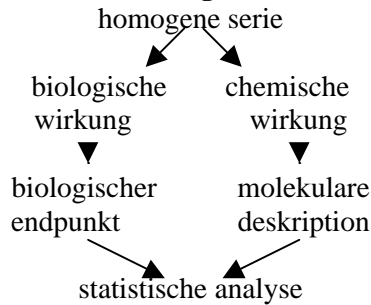 homogene serie
biologische chemische
wirkung wirkung
biologischer molekulare
endpunkt deskription
statistische analyse